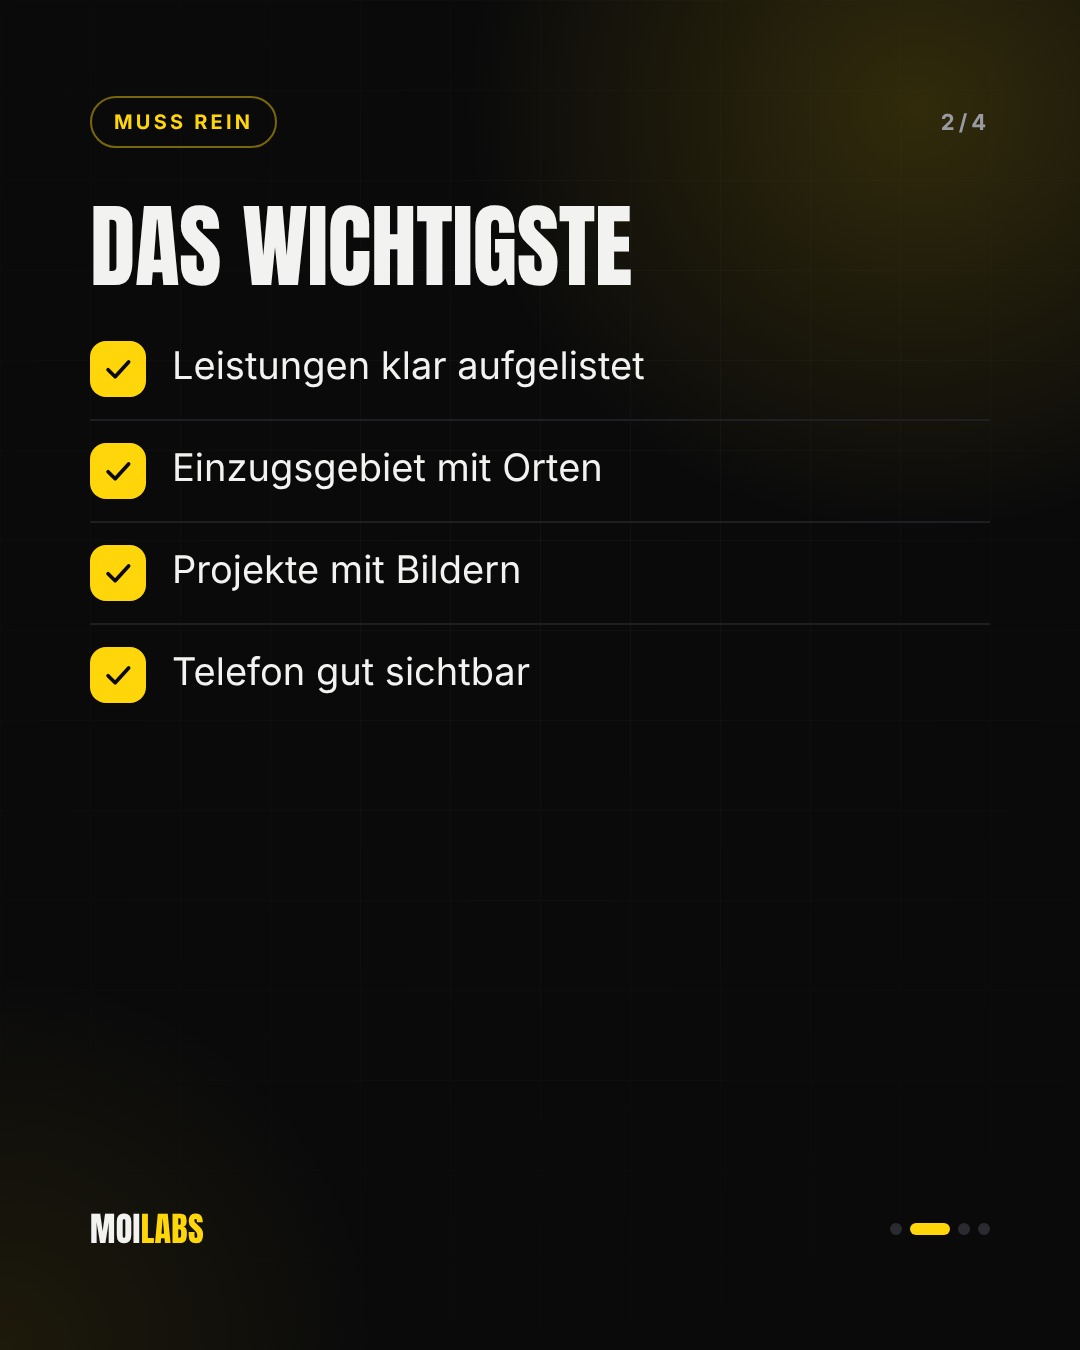 MUSS REIN
2/4
DAS WICHTIGSTE
Leistungen klar aufgelistet
Einzugsgebiet mit Orten
Projekte mit Bildern
Telefon gut sichtbar
MOILABS